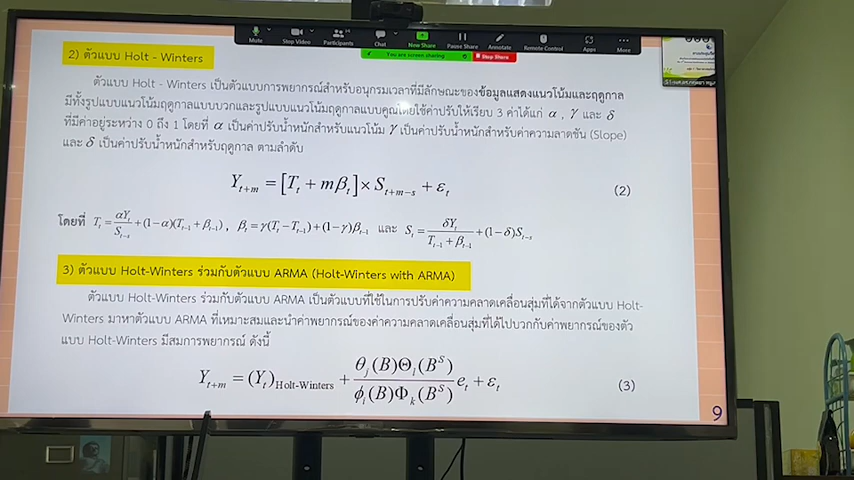 Mute
Stop Video
Participants
Chat
New Share
Pause Share
Annotate
Remote Control
Apps
More
You are screen sharing
Stop Share
2) ตัวแบบ Holt - Winters
ตัวแบบ Holt - Winters เป็นตัวแบบการพยากรณ์สำหรับอนุกรมเวลาที่มีลักษณะของข้อมูลแสดงแนวโน้มและฤดูกาล
มีทั้งรูปแบบแนวโน้มฤดูกาลแบบบวกและรูปแบบแนวโน้มฤดูกาลแบบคูณโดยใช้ค่าปรับให้เรียบ 3 ค่าได้แก่ α , γ และ δ
ที่มีค่าอยู่ระหว่าง 0 ถึง 1 โดยที่ α เป็นค่าปรับน้ำหนักสำหรับแนวโน้ม γ เป็นค่าปรับน้ำหนักสำหรับค่าความลาดชัน (Slope)
และ δ เป็นค่าปรับน้ำหนักสำหรับฤดูกาล ตามลำดับ
Y_{t+m} = [T_t + mβ_t] × S_{t+m-s} + ε_t (2)
โดยที่ T_t = αY_t / S_{t-s} + (1-α)(T_{t-1} + β_{t-1}) , β_t = γ(T_t - T_{t-1}) + (1-γ)β_{t-1} และ S_t = δY_t / (T_{t-1} + β_{t-1}) + (1-δ)S_{t-s}
3) ตัวแบบ Holt-Winters ร่วมกับตัวแบบ ARMA (Holt-Winters with ARMA)
ตัวแบบ Holt-Winters ร่วมกับตัวแบบ ARMA เป็นตัวแบบที่ใช้ในการปรับค่าความคลาดเคลื่อนสุ่มที่ได้จากตัวแบบ Holt-
Winters มาหาตัวแบบ ARMA ที่เหมาะสมและนำค่าพยากรณ์ของค่าความคลาดเคลื่อนสุ่มที่ได้ไปบวกกับค่าพยากรณ์ของตัว
แบบ Holt-Winters มีสมการพยากรณ์ ดังนี้
Y_{t+m} = (Y_t)_{Holt-Winters} + θ_j(B)Θ_l(B^S) / φ_i(B)Φ_k(B^S) e_t + ε_t (3)
9